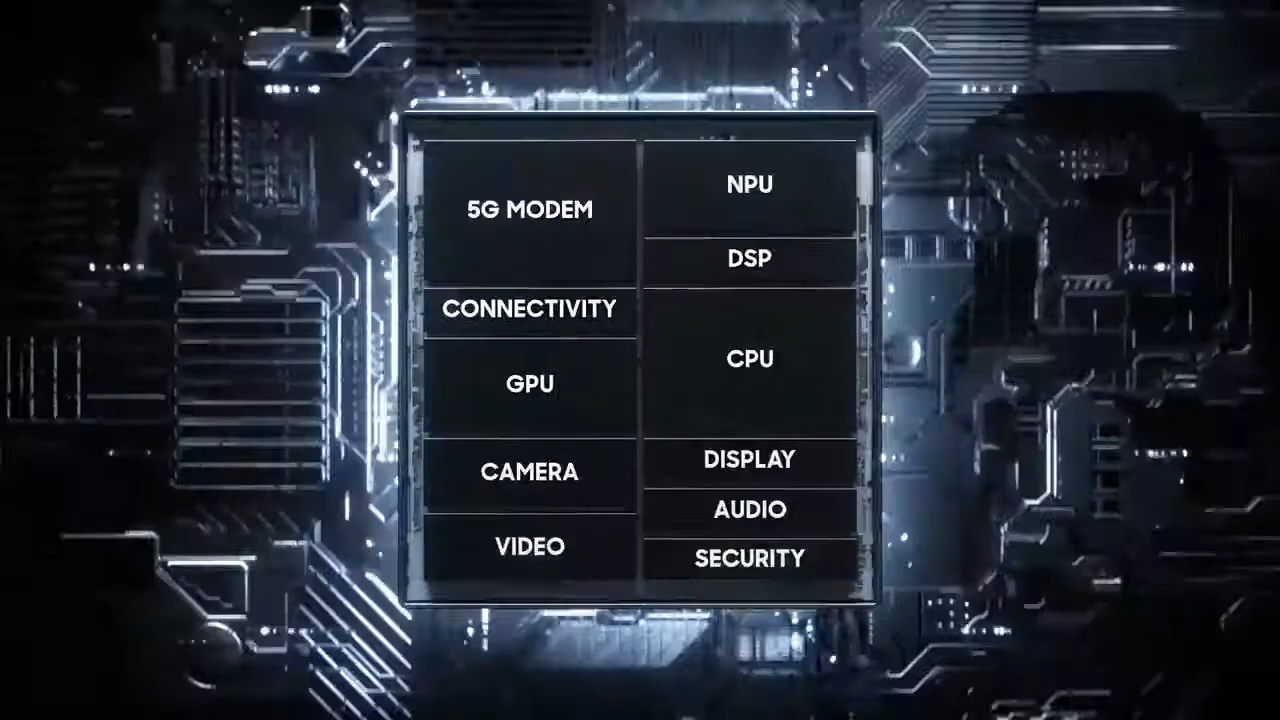 5G MODEM
CONNECTIVITY
GPU
CAMERA
VIDEO
NPU
DSP
CPU
DISPLAY
AUDIO
SECURITY